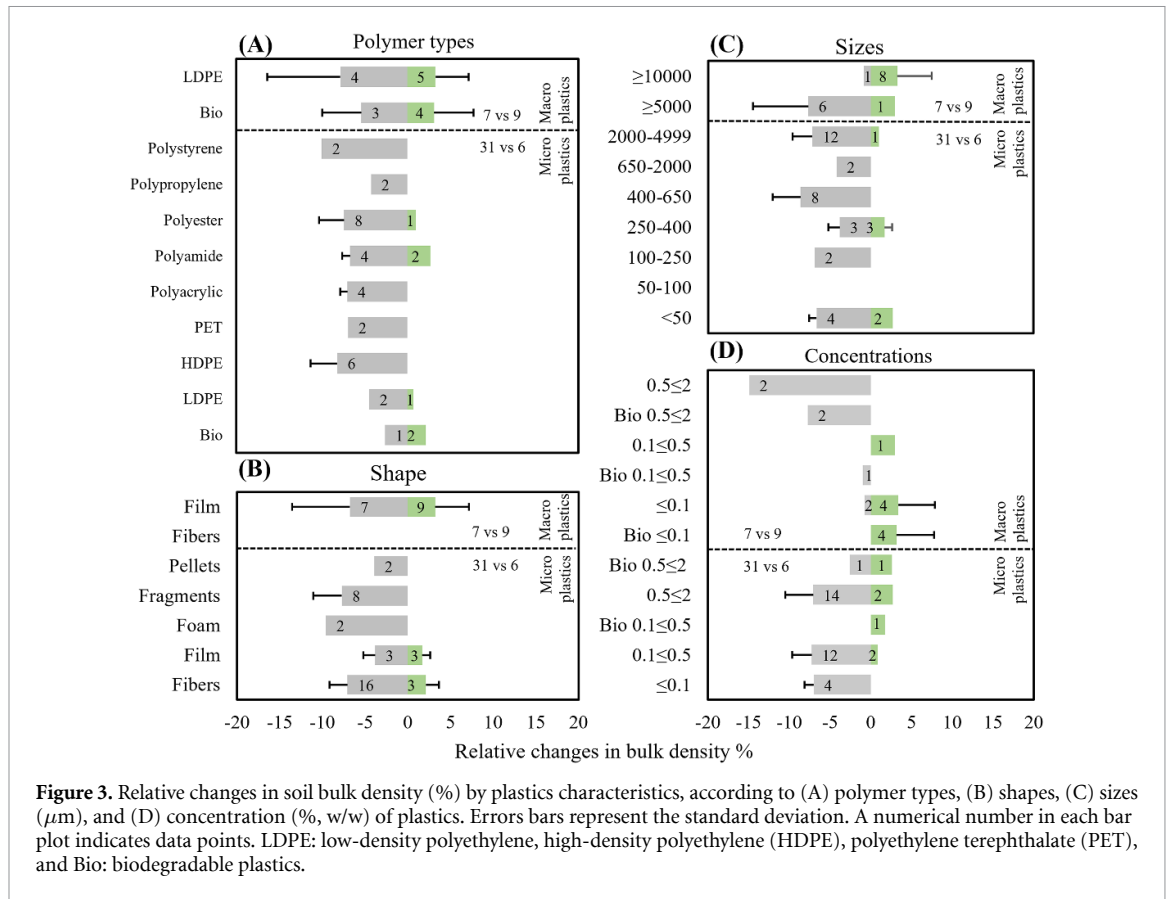 (A)
Polymer types
LDPE
4
5
Bio
3
4
7 vs 9
Macro
plastics
Polystyrene
2
31 vs 6
Micro
plastics
Polypropylene
2
Polyester
8
1
Polyamide
4
2
Polyacrylic
4
PET
2
HDPE
6
LDPE
2
1
Bio
1
2
-20
-15
-10
-5
0
5
10
15
20
(B)
Shape
Film
7
9
Macro
plastics
Fibers
7 vs 9
Pellets
2
31 vs 6
Micro
plastics
Fragments
8
Foam
2
Film
3
3
Fibers
16
3
-20
-15
-10
-5
0
5
10
15
20
(C)
Sizes
≥10000
1
8
Macro
plastics
≥5000
6
1
7 vs 9
2000-4999
12
1
31 vs 6
Micro
plastics
650-2000
2
400-650
8
250-400
3
3
100-250
2
50-100
<50
4
2
(D)
Concentrations
0.5≤2
2
Bio 0.5≤2
2
0.1≤0.5
1
Bio 0.1≤0.5
1
≤0.1
2
4
Macro
plastics
Bio ≤0.1
4
7 vs 9
Bio 0.5≤2
1
1
31 vs 6
Micro
plastics
0.5≤2
14
2
Bio 0.1≤0.5
1
0.1≤0.5
12
2
≤0.1
4
-20
-15
-10
-5
0
5
10
15
20
Relative changes in bulk density %
Figure 3. Relative changes in soil bulk density (%) by plastics characteristics, according to (A) polymer types, (B) shapes, (C) sizes
(μm), and (D) concentration (%, w/w) of plastics. Errors bars represent the standard deviation. A numerical number in each bar
plot indicates data points. LDPE: low-density polyethylene, high-density polyethylene (HDPE), polyethylene terephthalate (PET),
and Bio: biodegradable plastics.